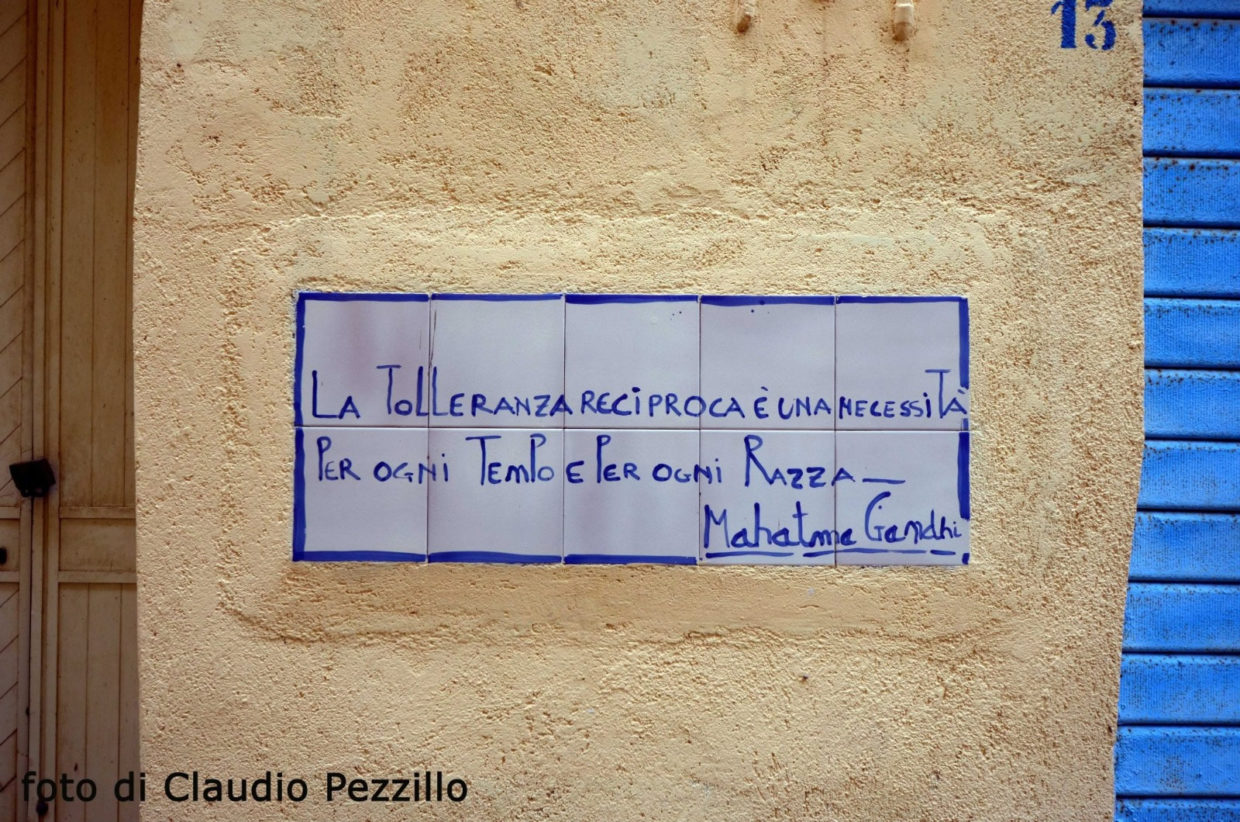 13
La Tolleranza reciproca è una necessità
Per ogni Tempo e Per ogni Razza —
Mahatma Gandhi
foto di Claudio Pezzillo